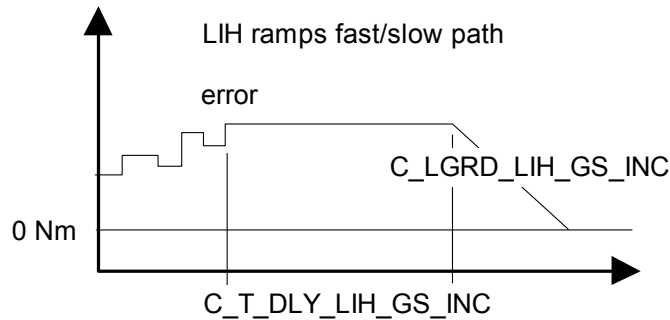 LIH ramps fast/slow path
error
C_LGRD_LIH_GS_INC
0 Nm
C_T_DLY_LIH_GS_INC